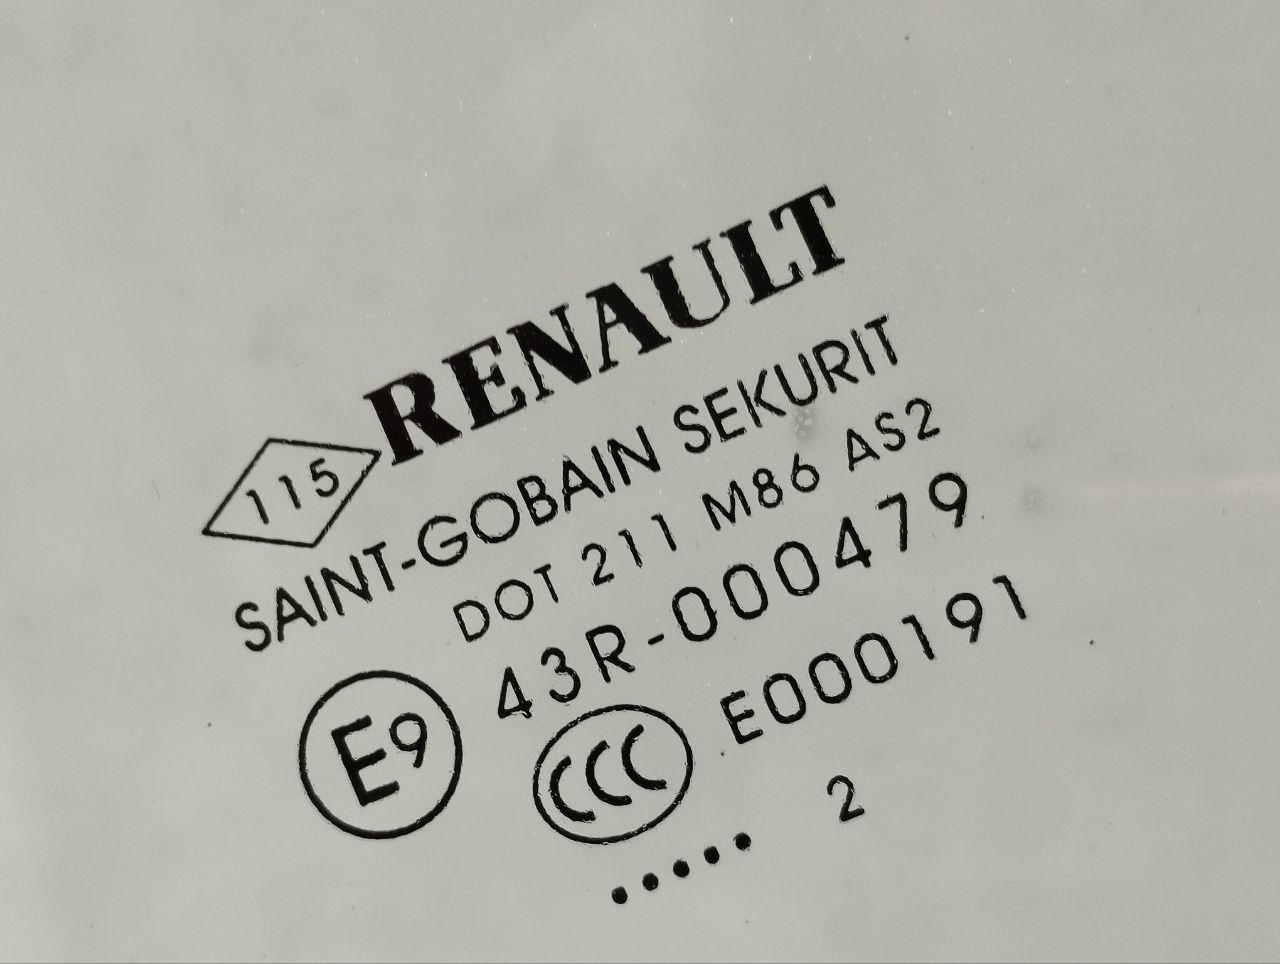 RENAULT
115
SAINT-GOBAIN SEKURIT
DOT 211 M86 AS2
43R-000479
E9
CCC E000191
..... 2